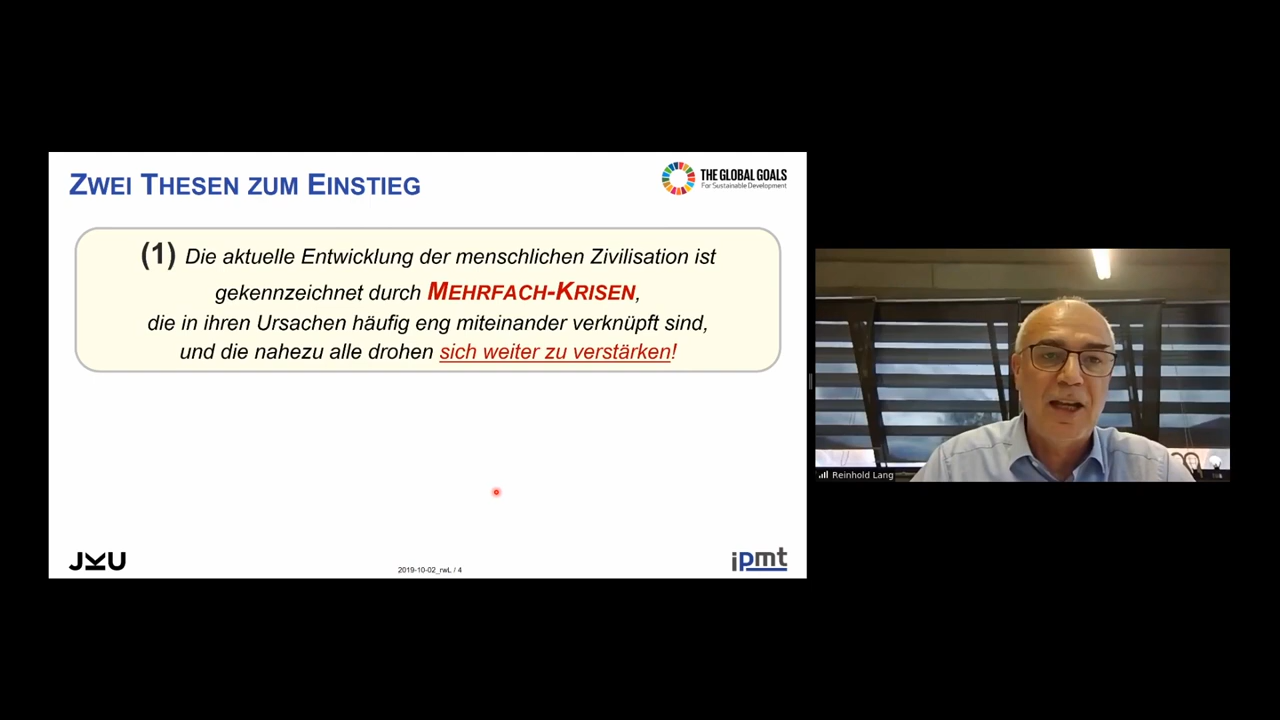 ZWEI THESEN ZUM EINSTIEG
THE GLOBAL GOALS
For Sustainable Development
(1) Die aktuelle Entwicklung der menschlichen Zivilisation ist
gekennzeichnet durch MEHRFACH-KRISEN,
die in ihren Ursachen häufig eng miteinander verknüpft sind,
und die nahezu alle drohen sich weiter zu verstärken!
Reinhold Lang
JKU
2019-10-02_rwL / 4
ipmt